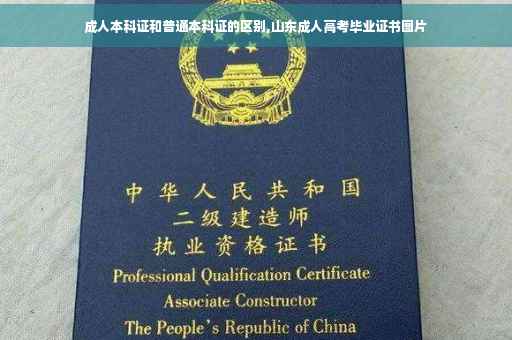 成人本科证和普通本科证的区别,山东成人高考毕业证书图片
中华人民共和国
二级建造师
执业资格证书
Professional Qualification Certificate
Associate Constructor
The People's Republic of China